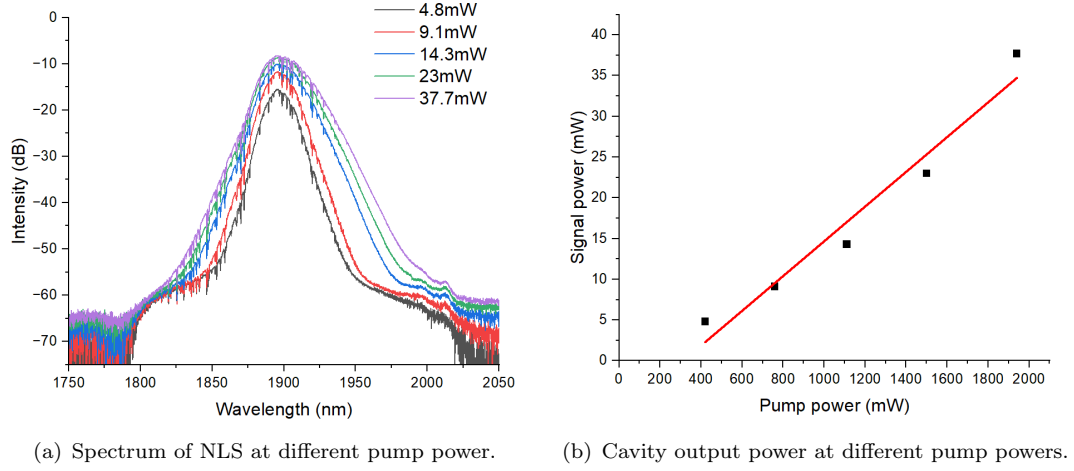 0
−10
−20
−30
−40
−50
−60
−70
Intensity (dB)
1750 1800 1850 1900 1950 2000 2050
Wavelength (nm)
4.8mW
9.1mW
14.3mW
23mW
37.7mW
(a) Spectrum of NLS at different pump power.
40
35
30
25
20
15
10
5
0
Signal power (mW)
0 200 400 600 800 1000 1200 1400 1600 1800 2000
Pump power (mW)
(b) Cavity output power at different pump powers.